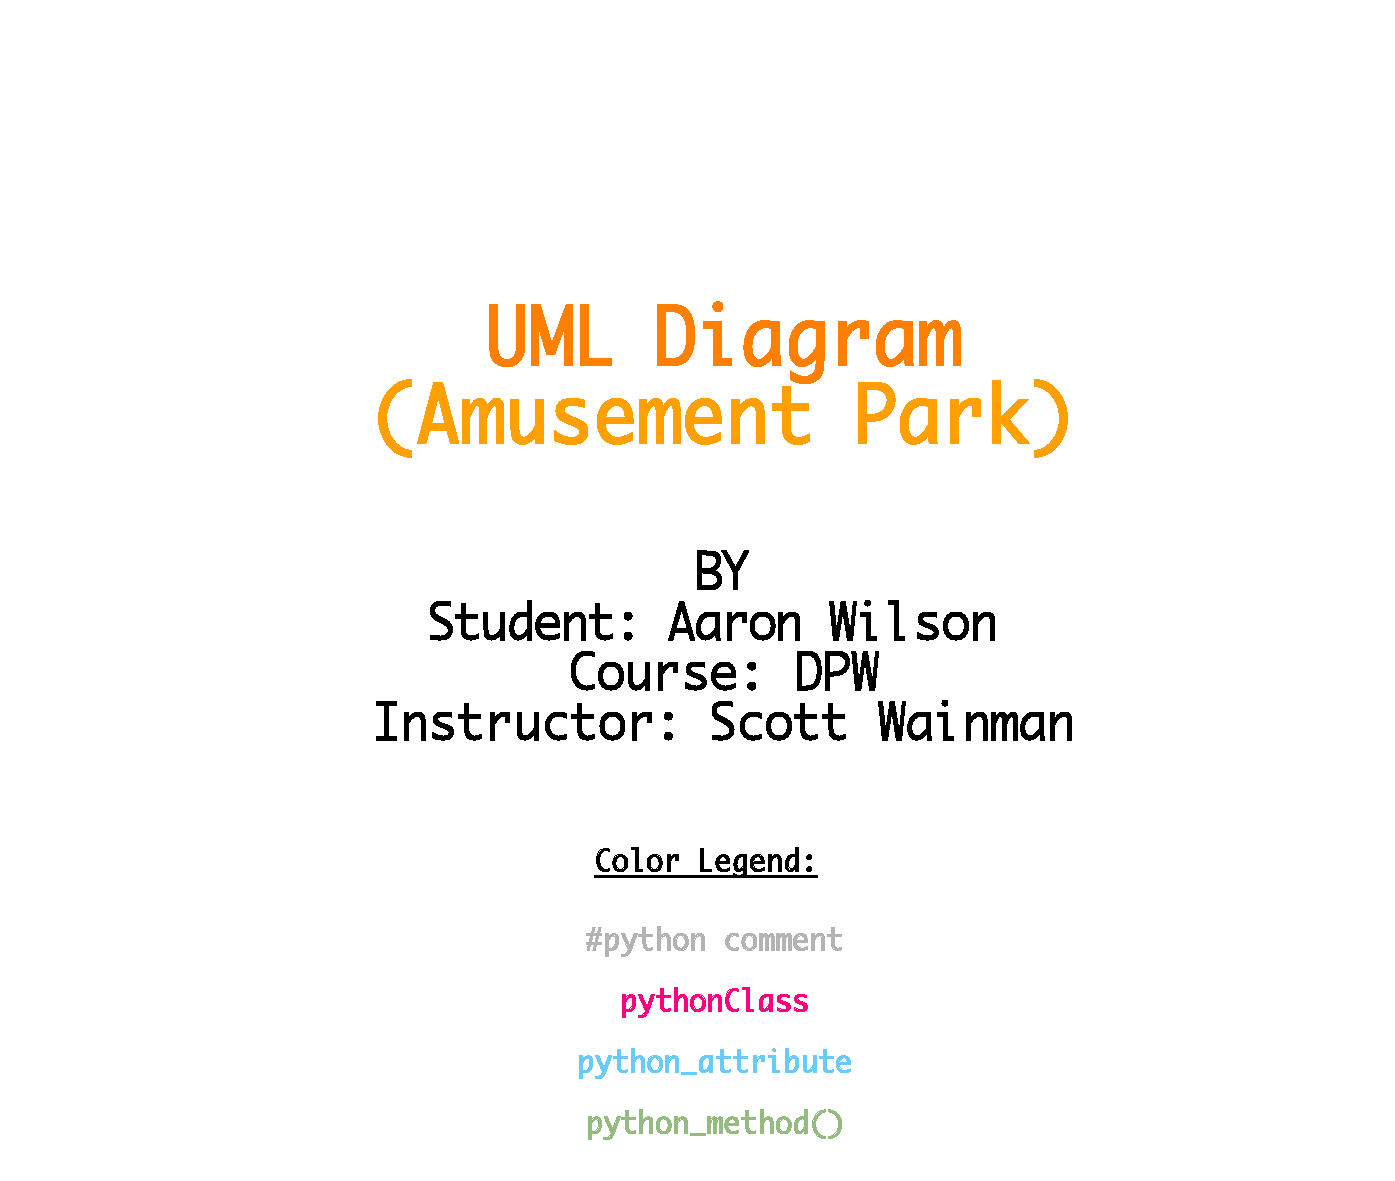 UML Diagram
(Amusement Park)
BY
Student: Aaron Wilson
Course: DPW
Instructor: Scott Wainman
Color Legend:
#python comment
pythonClass
python_attribute
python_method()